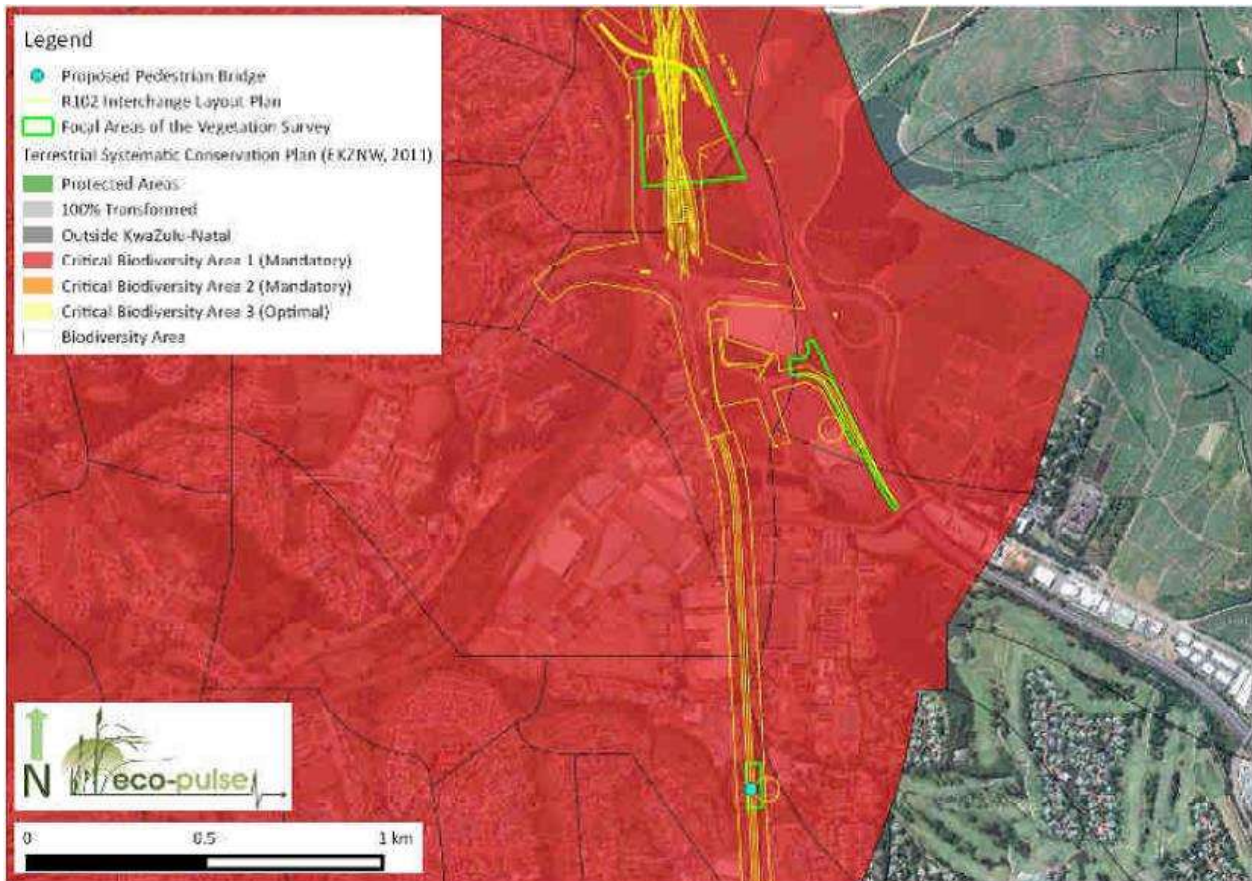 Legend
Proposed Pedestrian Bridge
R102 Interchange Layout Plan
Focal Areas of the Vegetation Survey
Terrestrial Systematic Conservation Plan (EKZNW, 2011)
Protected Areas
100% Transformed
Outside KwaZulu-Natal
Critical Biodiversity Area 1 (Mandatory)
Critical Biodiversity Area 2 (Mandatory)
Critical Biodiversity Area 3 (Optimal)
Biodiversity Area
N
eco-pulse
0 0.5 1 km